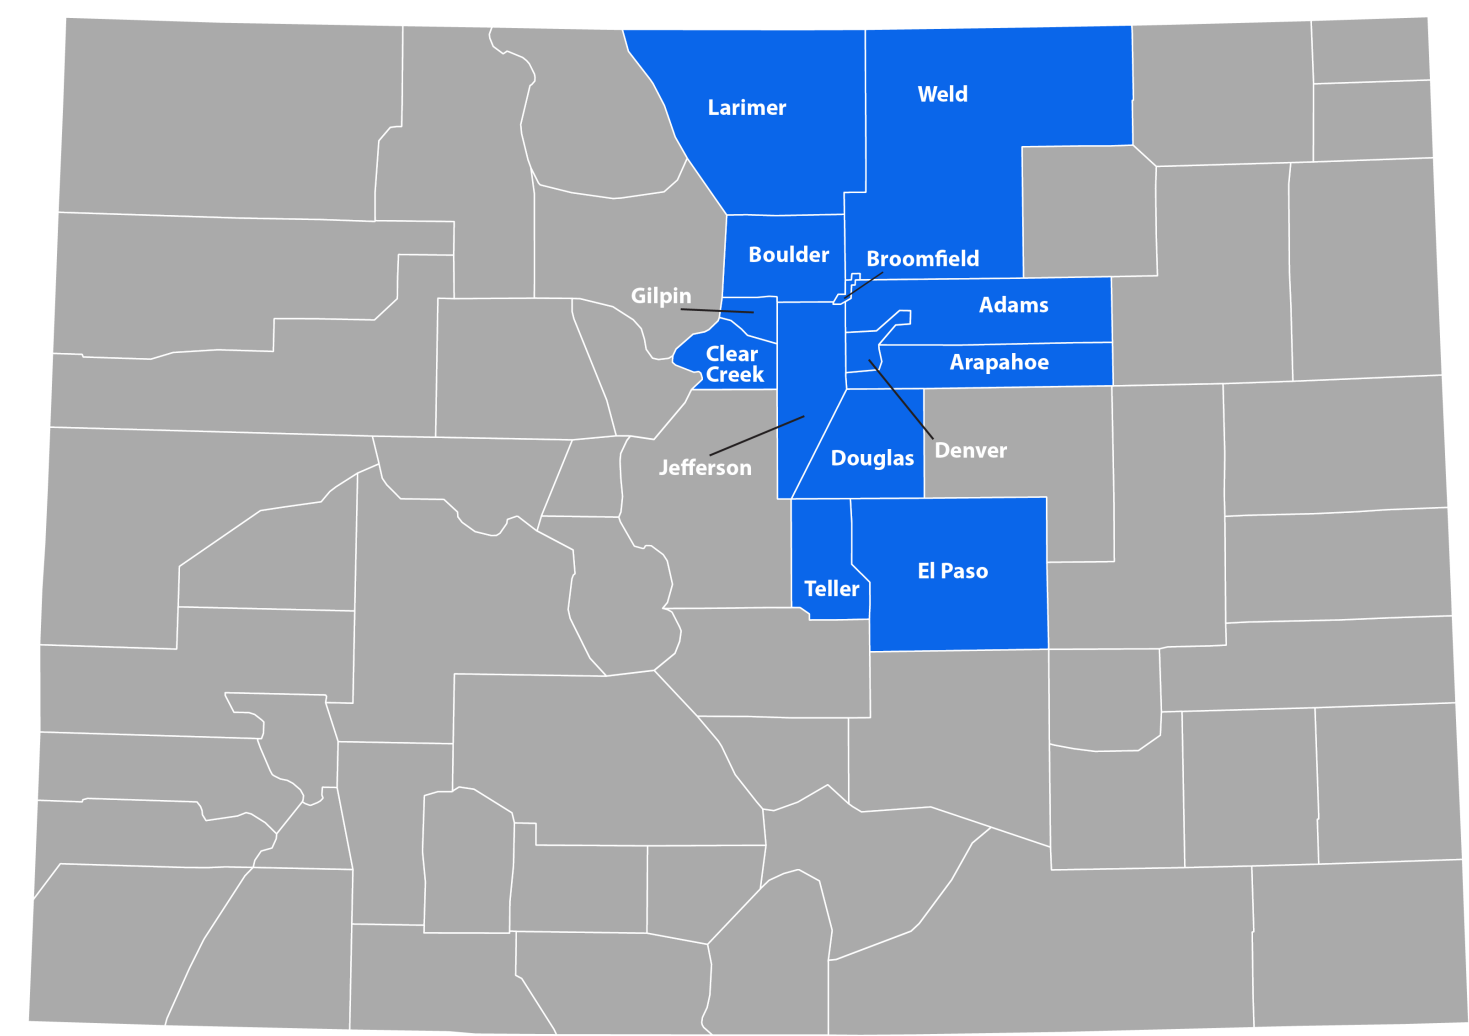 Larimer
Weld
Boulder
Broomfield
Gilpin
Adams
Clear
Creek
Arapahoe
Jefferson
Douglas
Denver
Teller
El Paso